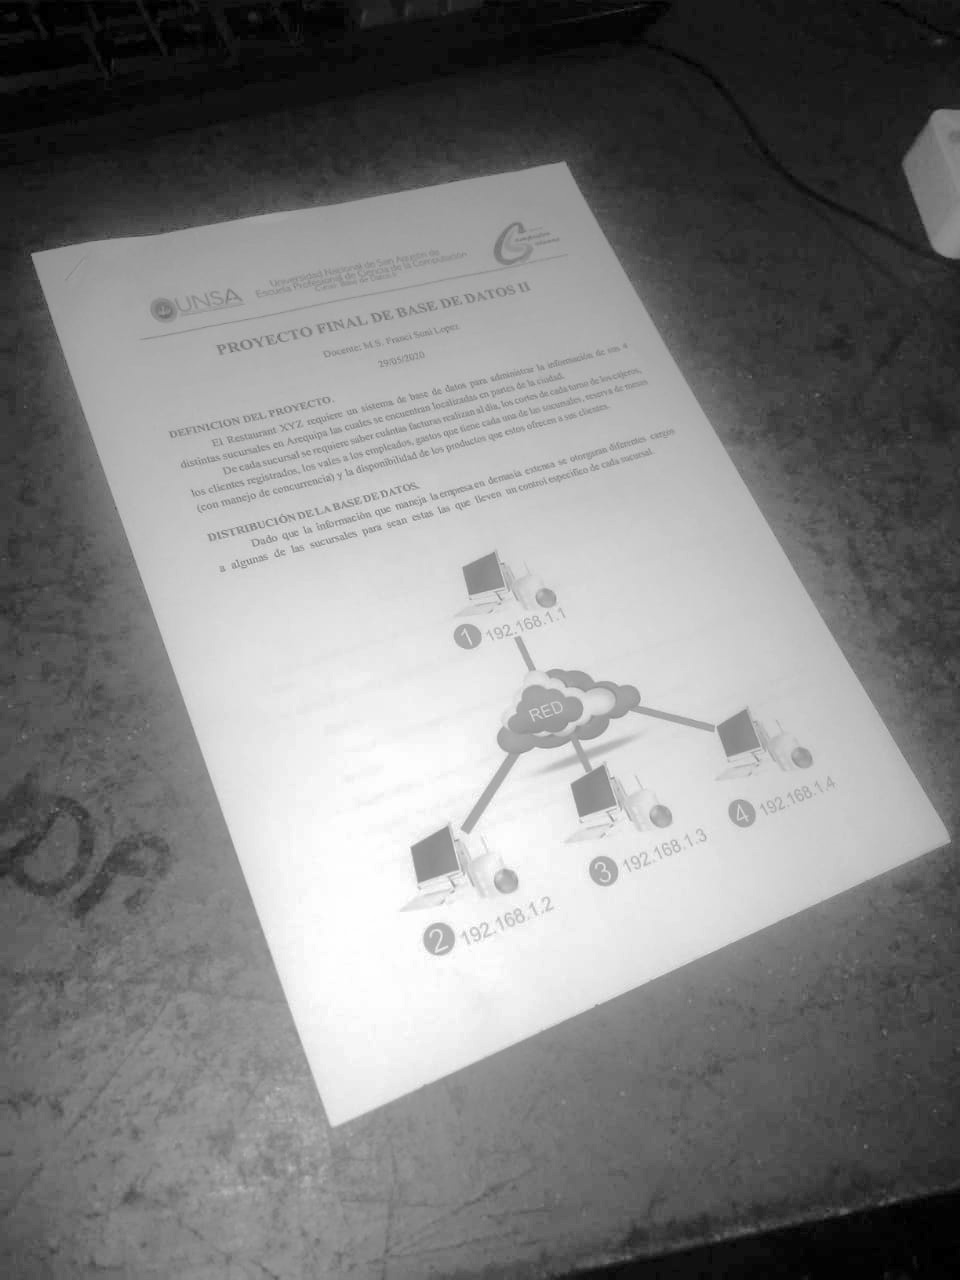 UNSA
Universidad Nacional de San Agustín de
Escuela Profesional de Ciencia de la Computación
Curso: Base de Datos II
PROYECTO FINAL DE BASE DE DATOS II
Docente: M.S. Franci Suni Lopez
29/05/2020
DEFINICION DEL PROYECTO.
El Restaurant XYZ requiere un sistema de base de datos para administrar la información de sus 4
distintas sucursales en Arequipa las cuales se encuentran localizadas en partes de la ciudad.
De cada sucursal se requiere saber cuántas facturas realizan al día, los cortes de cada turno de los cajeros,
los clientes registrados, los vales a los empleados, gastos que tiene cada una de las sucursales, reserva de mesas
(con manejo de concurrencia) y la disponibilidad de los productos que estos ofrecen a sus clientes.
DISTRIBUCIÓN DE LA BASE DE DATOS.
Dado que la información que maneja la empresa en demasía extensa se otorgaran diferentes cargos
a algunas de las sucursales para sean estas las que lleven un control especifico de cada sucursal.
1 192.168.1.1
RED
4 192.168.1.4
3 192.168.1.3
2 192.168.1.2